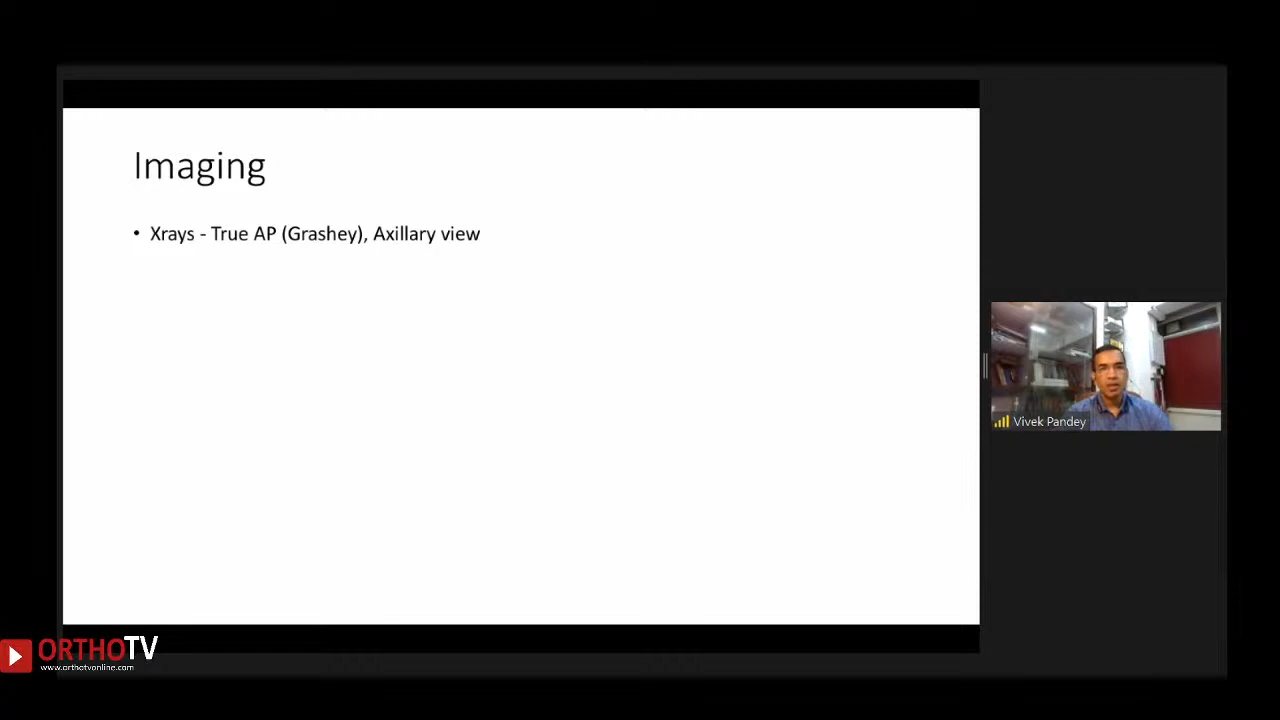 Imaging
• Xrays - True AP (Grashey), Axillary view
Vivek Pandey
ORTHOTV
www.orthotvonline.com